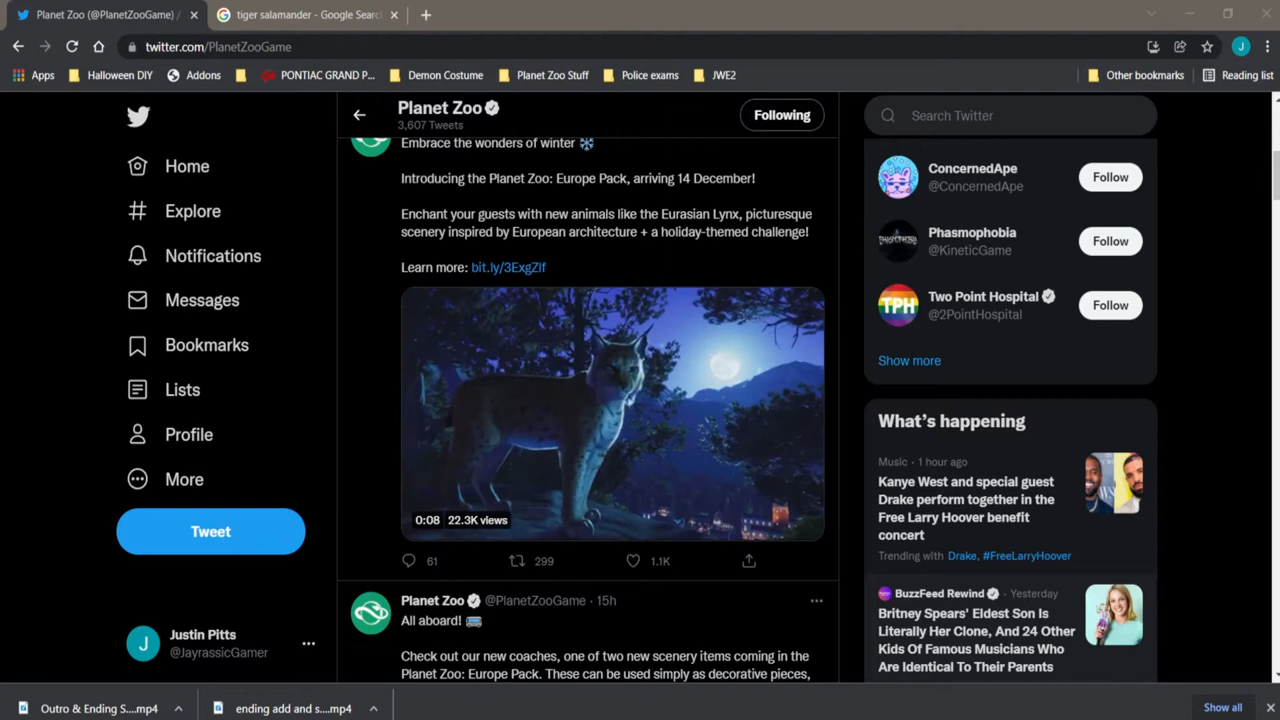 Planet Zoo (@PlanetZooGame) /
tiger salamander - Google Search
twitter.com/PlanetZooGame
Apps
Halloween DIY
Addons
PONTIAC GRAND P...
Demon Costume
Planet Zoo Stuff
Police exams
JWE2
Other bookmarks
Reading list
Home
Explore
Notifications
Messages
Bookmarks
Lists
Profile
More
Tweet
Justin Pitts
@JayrassicGamer
Planet Zoo
3,607 Tweets
Following
Embrace the wonders of winter
Introducing the Planet Zoo: Europe Pack, arriving 14 December!
Enchant your guests with new animals like the Eurasian Lynx, picturesque
scenery inspired by European architecture + a holiday-themed challenge!
Learn more: bit.ly/3ExgZlf
0:08 22.3K views
61
299
1.1K
Planet Zoo @PlanetZooGame · 15h
All aboard!
Check out our new coaches, one of two new scenery items coming in the
Planet Zoo: Europe Pack. These can be used simply as decorative pieces,
Search Twitter
ConcernedApe
@ConcernedApe
Follow
Phasmophobia
@KineticGame
Follow
TPH
Two Point Hospital
@2PointHospital
Follow
Show more
What's happening
Music · 1 hour ago
Kanye West and special guest
Drake perform together in the
Free Larry Hoover benefit
concert
Trending with Drake, #FreeLarryHoover
BuzzFeed Rewind · Yesterday
Britney Spears' Eldest Son Is
Literally Her Clone, And 24 Other
Kids Of Famous Musicians Who
Are Identical To Their Parents
Outro & Ending S....mp4
ending add and s....mp4
Show all